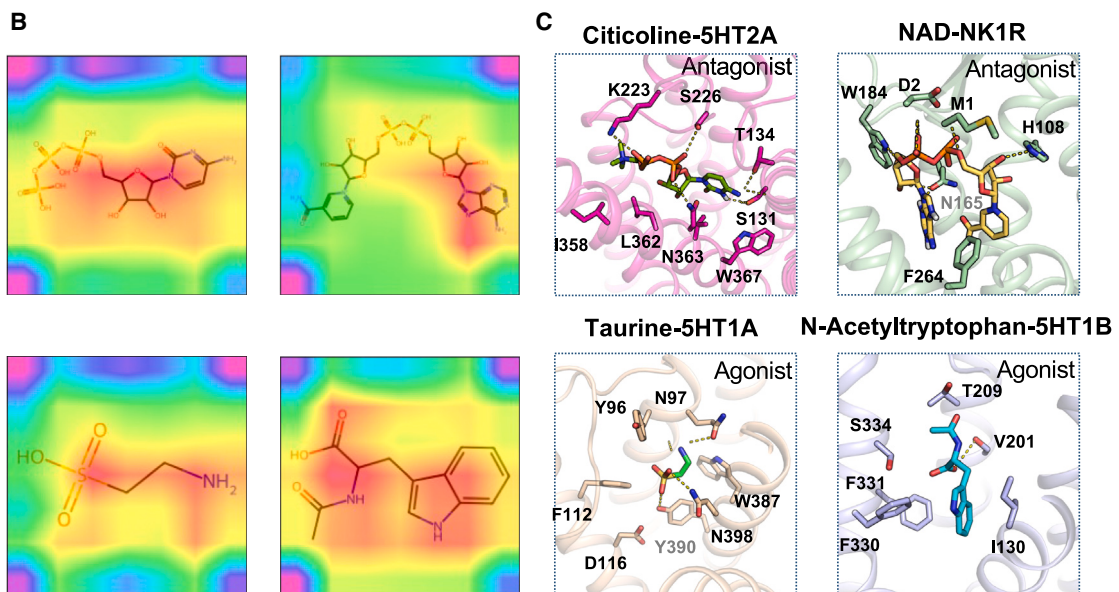 B
C
Citicoline-5HT2A
NAD-NK1R
Antagonist
K223
S226
T134
I358
L362
N363
S131
W367
Antagonist
W184
D2
M1
H108
N165
F264
Taurine-5HT1A
N-Acetyltryptophan-5HT1B
Agonist
Y96
N97
F112
W387
N398
Y390
D116
Agonist
T209
S334
V201
F331
F330
I130
HO
O
S
O
NH2
O
HO
O
NH
N
H